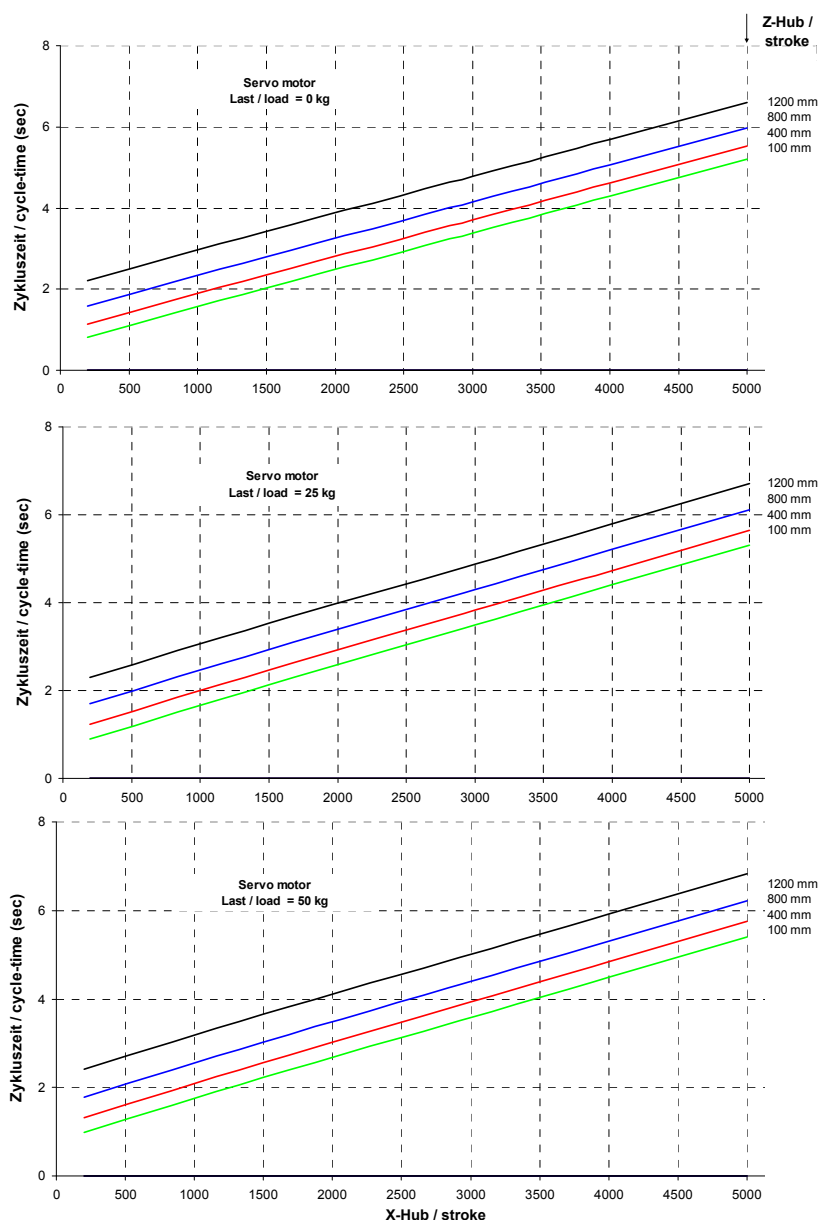 Z-Hub /
stroke
Zykluszeit / cycle-time (sec)
8
6
4
2
0
Servo motor
Last / load = 0 kg
1200 mm
800 mm
400 mm
100 mm
0 500 1000 1500 2000 2500 3000 3500 4000 4500 5000
Zykluszeit / cycle-time (sec)
8
6
4
2
0
Servo motor
Last / load = 25 kg
1200 mm
800 mm
400 mm
100 mm
0 500 1000 1500 2000 2500 3000 3500 4000 4500 5000
Zykluszeit / cycle-time (sec)
8
6
4
2
0
Servo motor
Last / load = 50 kg
1200 mm
800 mm
400 mm
100 mm
0 500 1000 1500 2000 2500 3000 3500 4000 4500 5000
X-Hub / stroke